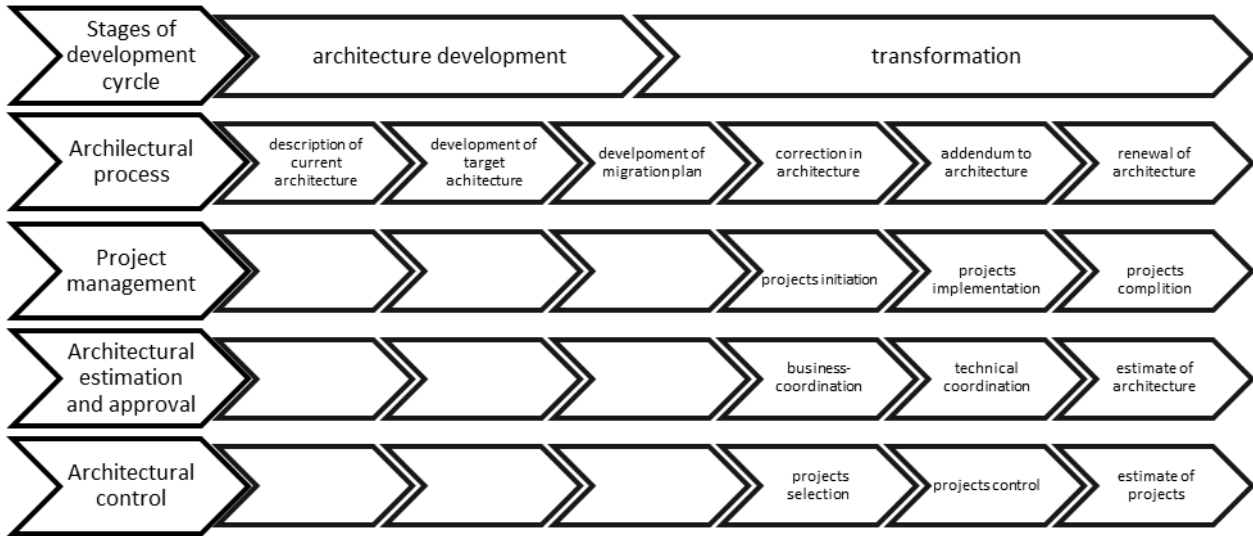 Stages of
development
cyrcle
architecture development
transformation
Archilectural
process
description of
current
architecture
development of
target
achitecture
develpoment of
migration plan
correction in
architecture
addendum to
architecture
renewal of
architecture
Project
management
projects initiation
projects
implementation
projects
complition
Architectural
estimation
and approval
business-
coordination
technical
coordination
estimate of
architecture
Architectural
control
projects
selection
projects control
estimate of
projects